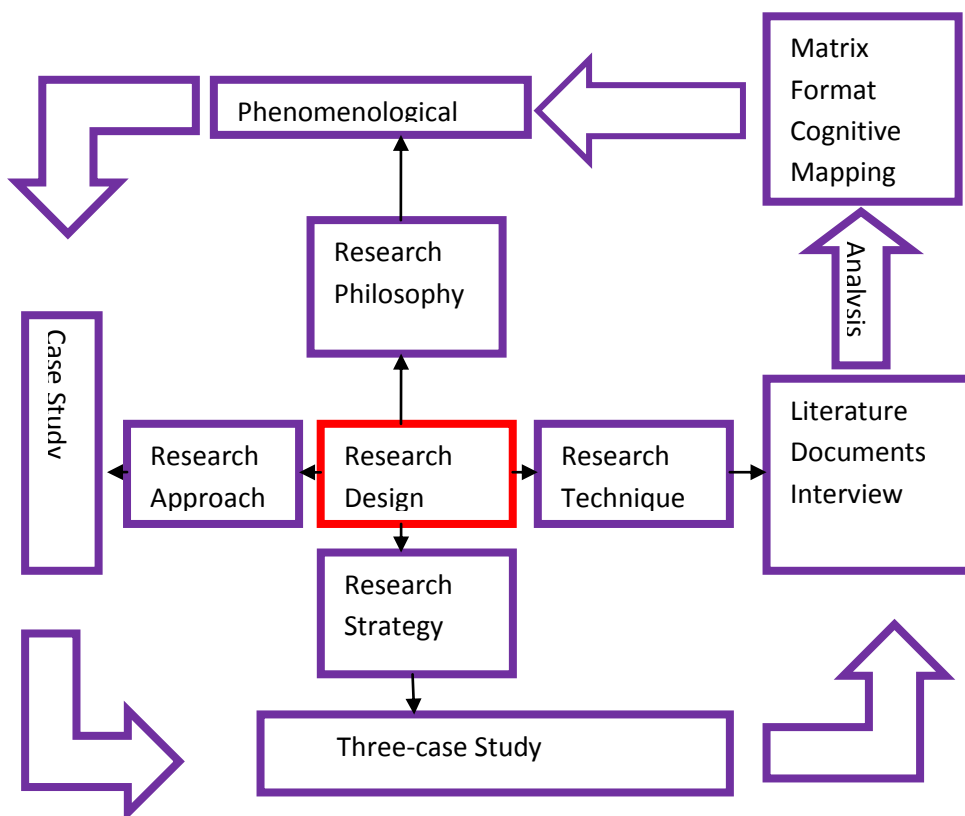 Matrix
Format
Cognitive
Mapping
Phenomenological
Research
Philosophy
Analysis
Case Study
Research
Approach
Research
Design
Research
Technique
Literature
Documents
Interview
Research
Strategy
Three-case Study